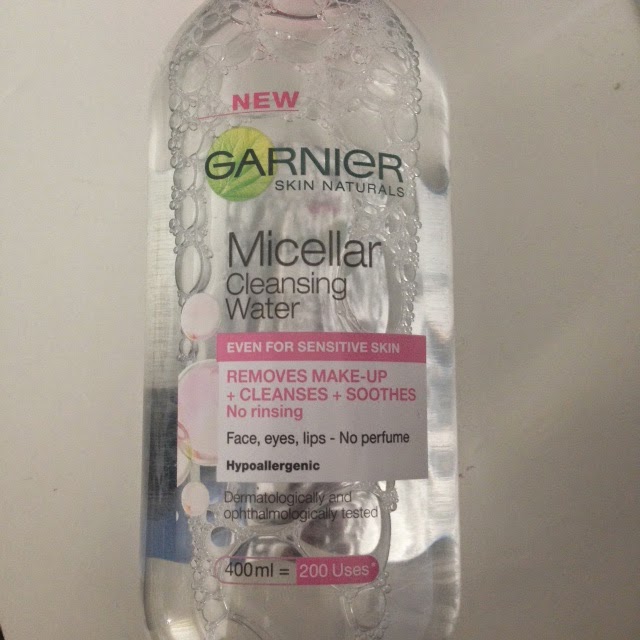 NEW
GARNIER
SKIN NATURALS
Micellar
Cleansing
Water
EVEN FOR SENSITIVE SKIN
REMOVES MAKE-UP
+ CLEANSES + SOOTHES
No rinsing
Face, eyes, lips - No perfume
Hypoallergenic
Dermatologically and
ophthalmologically tested
400ml = 200 Uses*